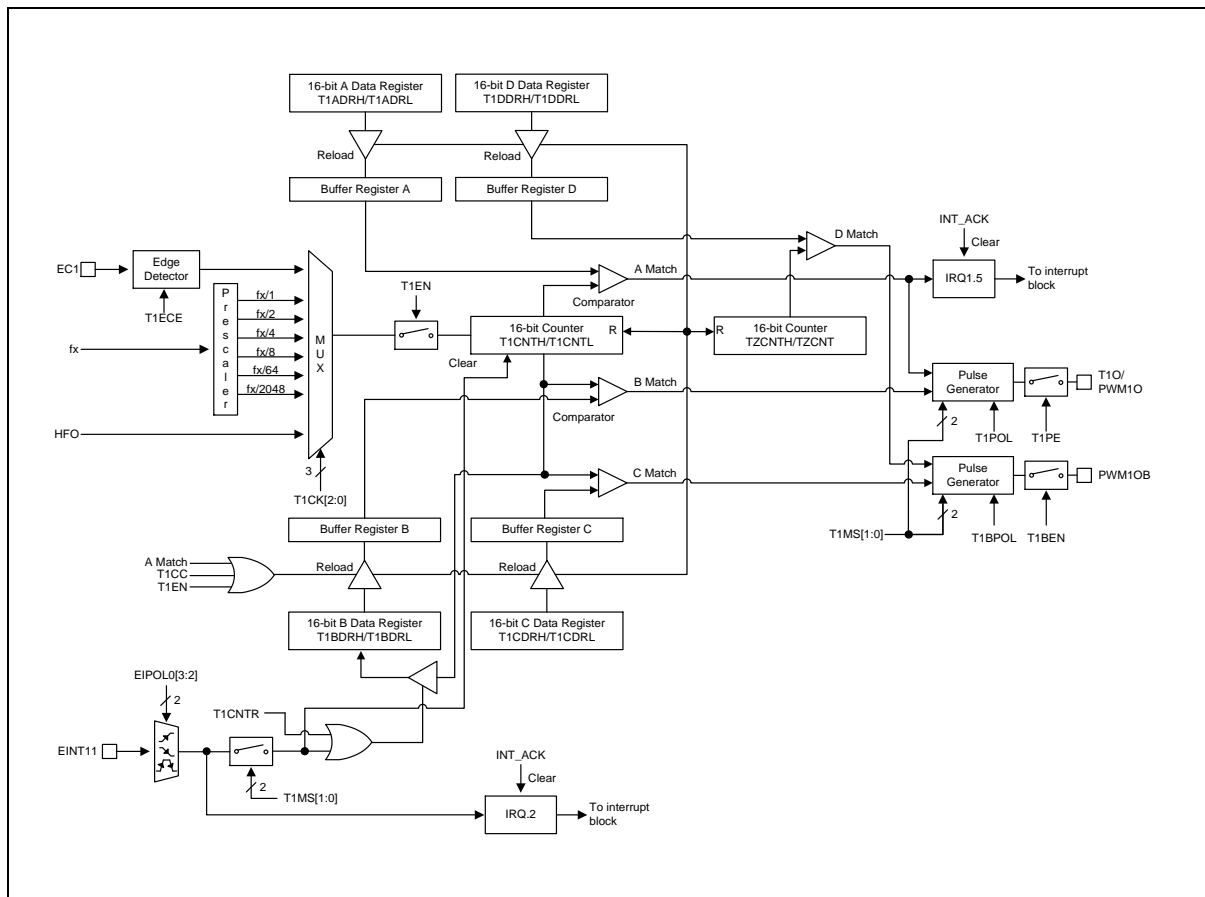 16-bit A Data Register
T1ADRH/T1ADRL
16-bit D Data Register
T1DDRH/T1DDRL
Reload
Reload
Buffer Register A
Buffer Register D
INT_ACK
Clear
D Match
EC1
Edge
Detector
A Match
IRQ1.5
To interrupt
block
T1ECE
Prescaler
fx/1
fx/2
fx/4
fx/8
fx/64
fx/2048
MUX
T1EN
Comparator
16-bit Counter
T1CNTH/T1CNTL
R
R
16-bit Counter
TZCNTH/TZCNT
fx
Clear
B Match
Pulse
Generator
T1O/
PWM1O
Comparator
2
T1POL
T1PE
HFO
3
T1CK[2:0]
C Match
Pulse
Generator
PWM1OB
2
T1MS[1:0]
T1BPOL
T1BEN
Buffer Register B
Buffer Register C
A Match
T1CC
T1EN
Reload
Reload
16-bit B Data Register
T1BDRH/T1BDRL
16-bit C Data Register
T1CDRH/T1CDRL
EIPOL0[3:2]
2
T1CNTR
EINT11
2
T1MS[1:0]
INT_ACK
Clear
IRQ.2
To interrupt
block